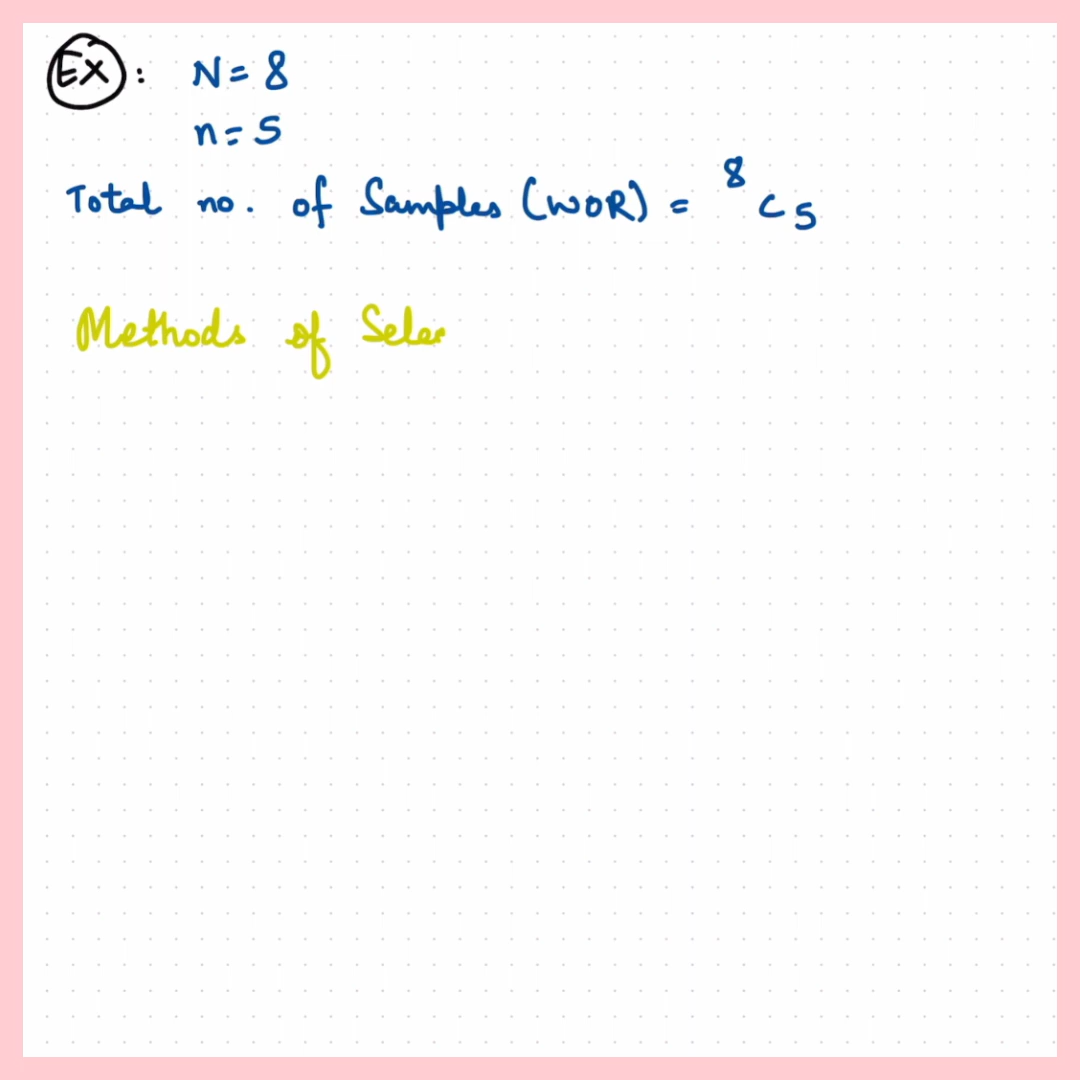 Ex : N = 8
n = 5
Total no. of Samples (WOR) = ⁸C₅
Methods of Selec